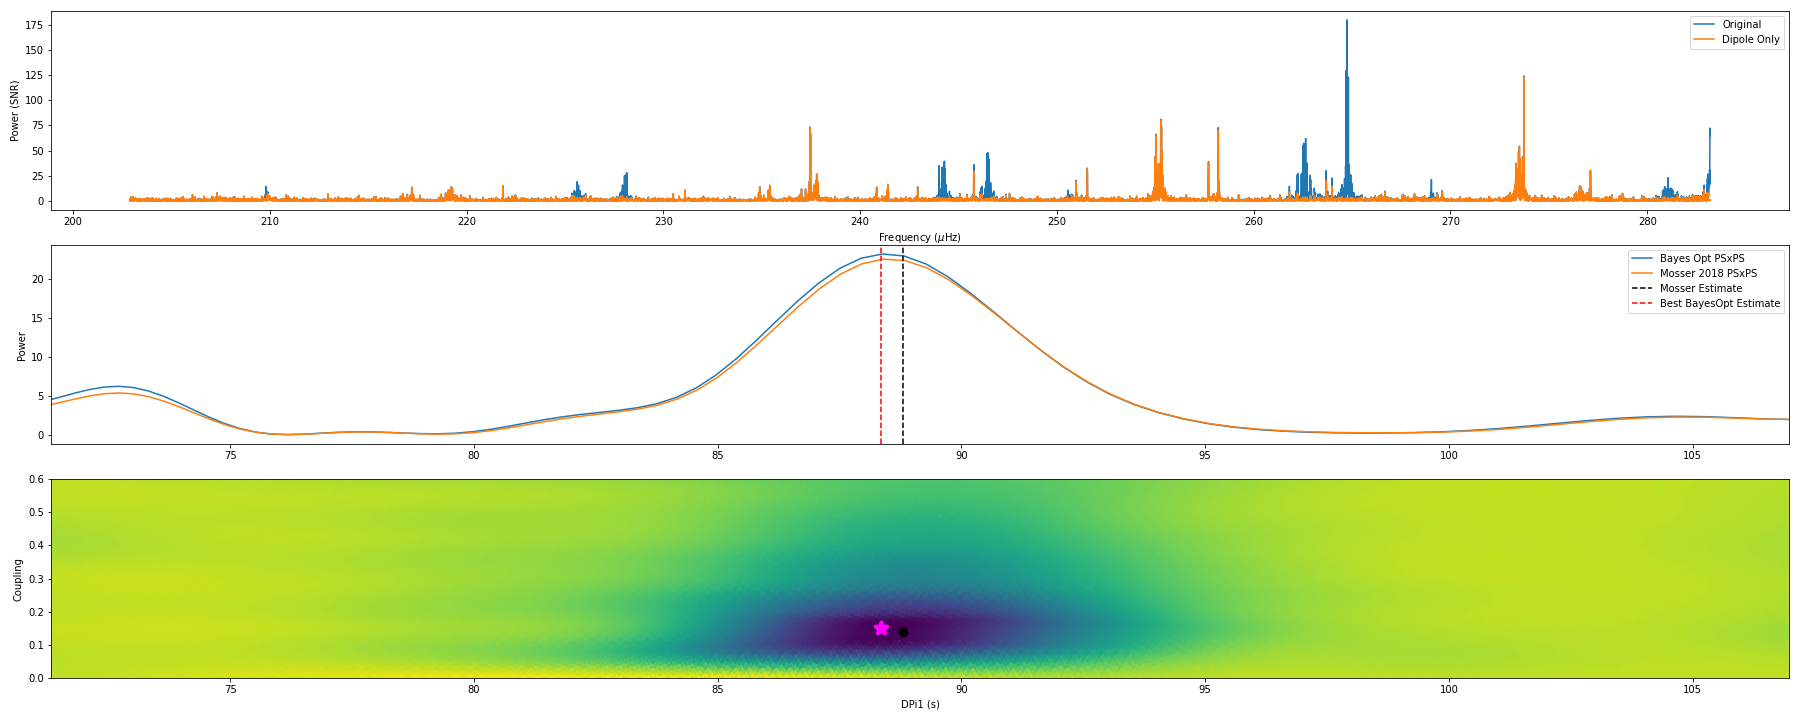 175
150
125
100
75
50
25
0
Power (SNR)
Original
Dipole Only
200 210 220 230 240 250 260 270 280
Frequency (μHz)
20
15
10
5
0
Power
Bayes Opt PSxPS
Mosser 2018 PSxPS
Mosser Estimate
Best BayesOpt Estimate
75 80 85 90 95 100 105
0.6
0.5
0.4
0.3
0.2
0.1
0.0
Coupling
75 80 85 90 95 100 105
DPi1 (s)